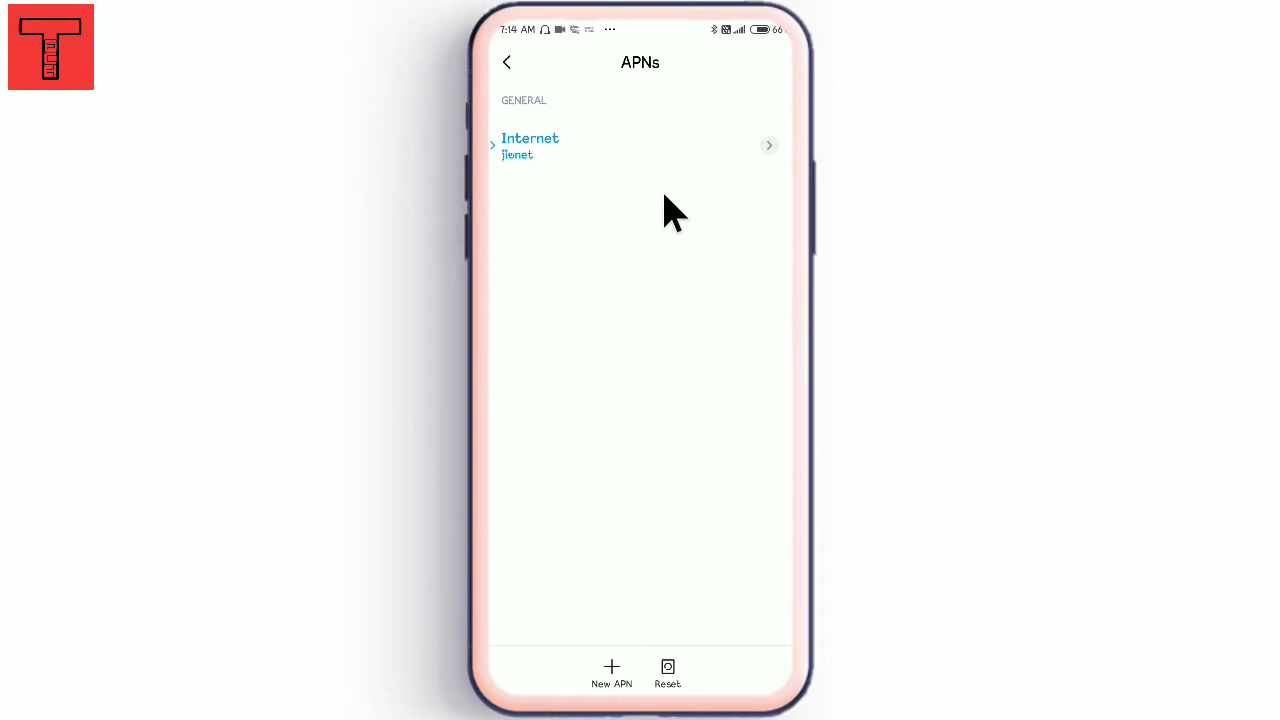 7:14 AM
66
APNs
GENERAL
Internet
jionet
New APN
Reset